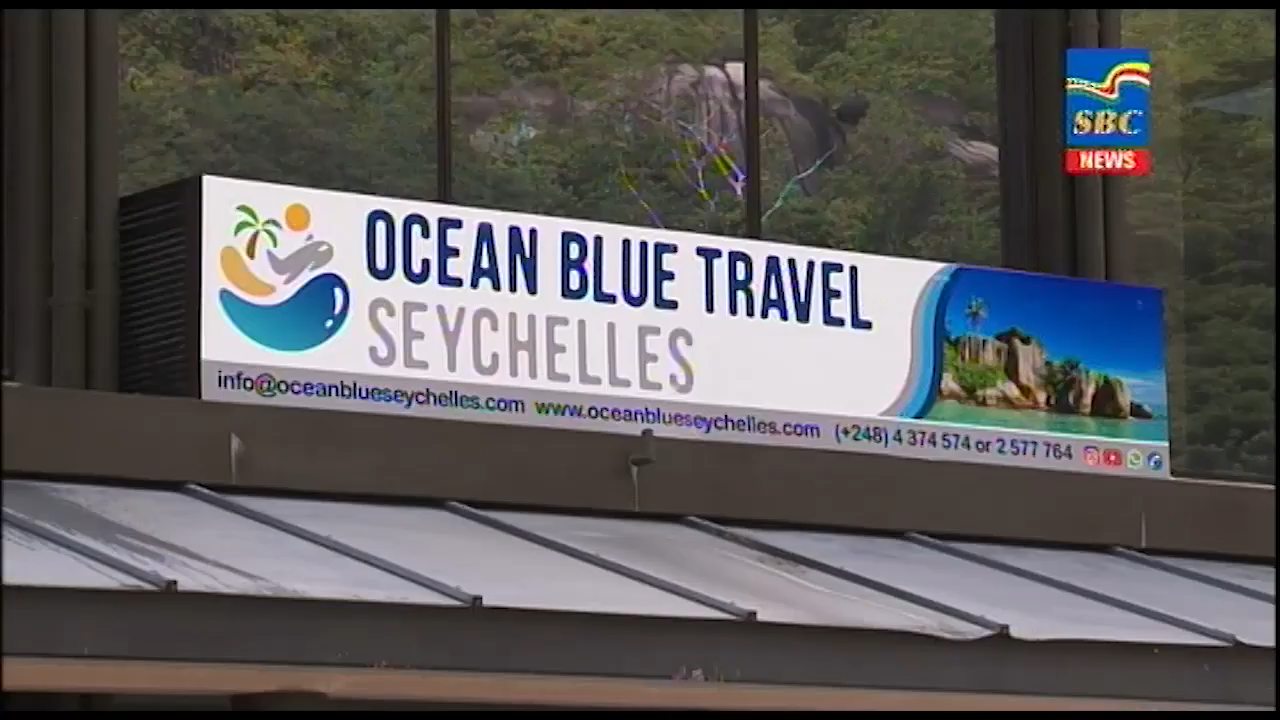 SBC
NEWS
OCEAN BLUE TRAVEL
SEYCHELLES
info@oceanblueseychelles.com www.oceanblueseychelles.com (+248) 4 374 574 or 2 577 764